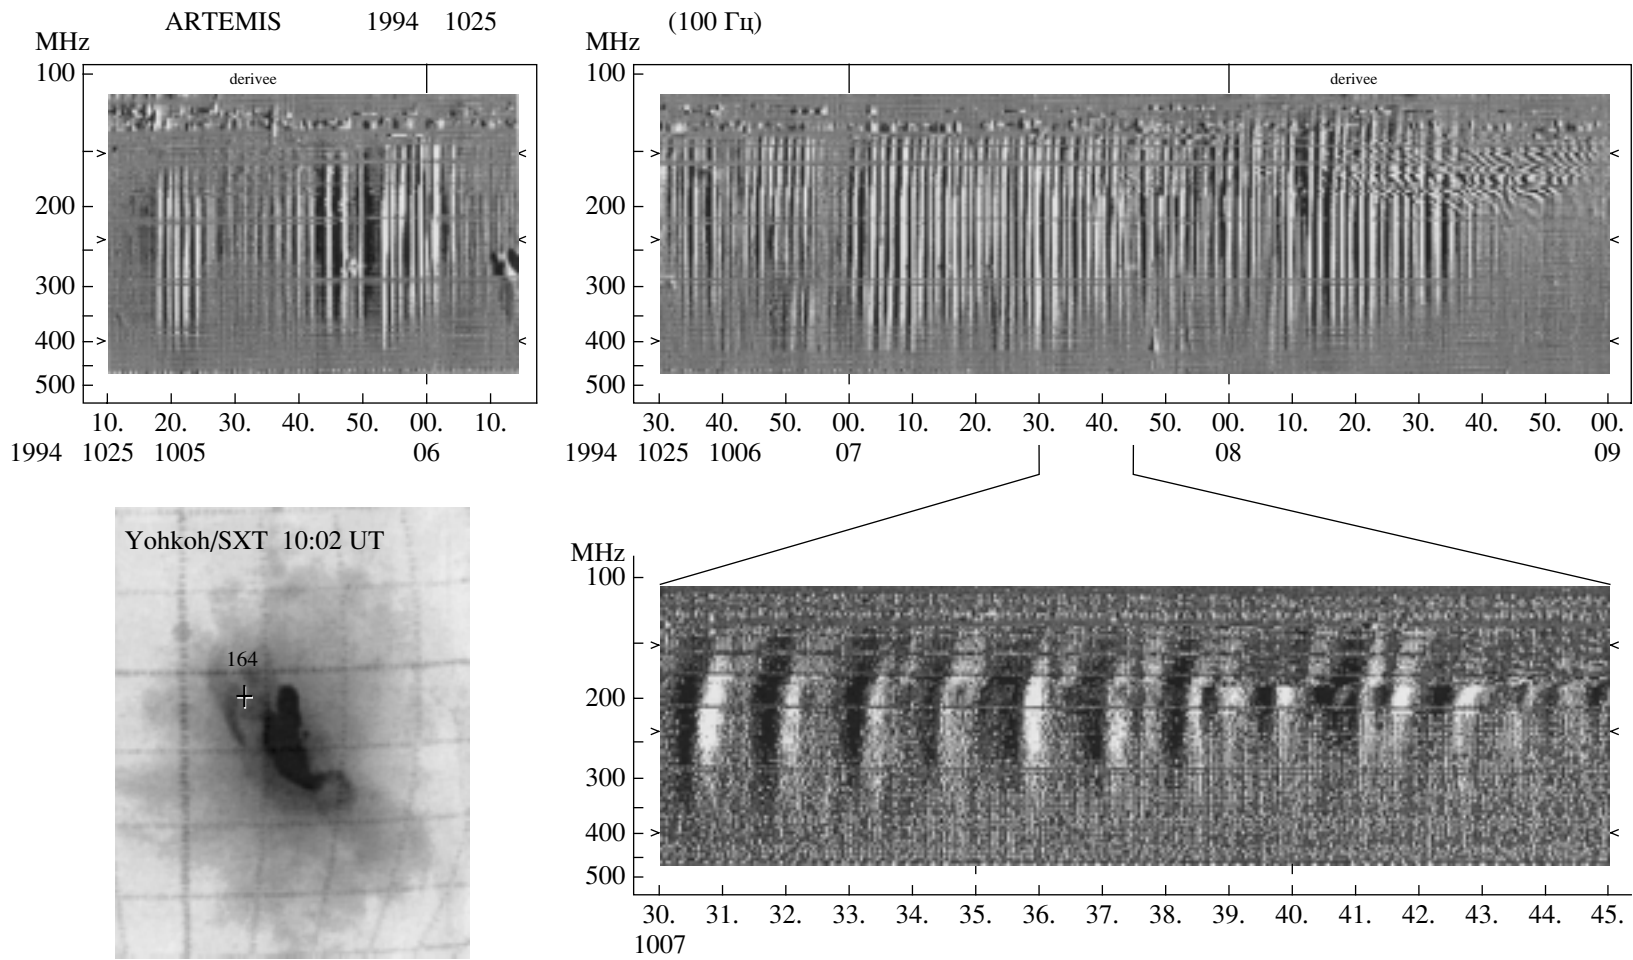 ARTEMIS 1994 1025 (100 Гц)
MHz
derivee
100
200
300
400
500
10. 20. 30. 40. 50. 00. 10.
1994 1025 1005 06
MHz
derivee
100
200
300
400
500
30. 40. 50. 00. 10. 20. 30. 40. 50. 00. 10. 20. 30. 40. 50. 00.
1994 1025 1006 07 08 09
Yohkoh/SXT 10:02 UT
164
MHz
100
200
300
400
500
30. 31. 32. 33. 34. 35. 36. 37. 38. 39. 40. 41. 42. 43. 44. 45.
1007